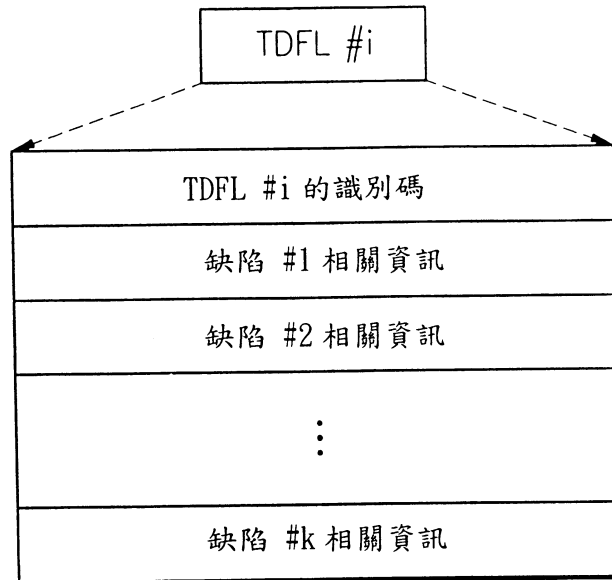 TDFL #i
TDFL #i 的識別碼
缺陷 #1 相關資訊
缺陷 #2 相關資訊
⋮
缺陷 #k 相關資訊